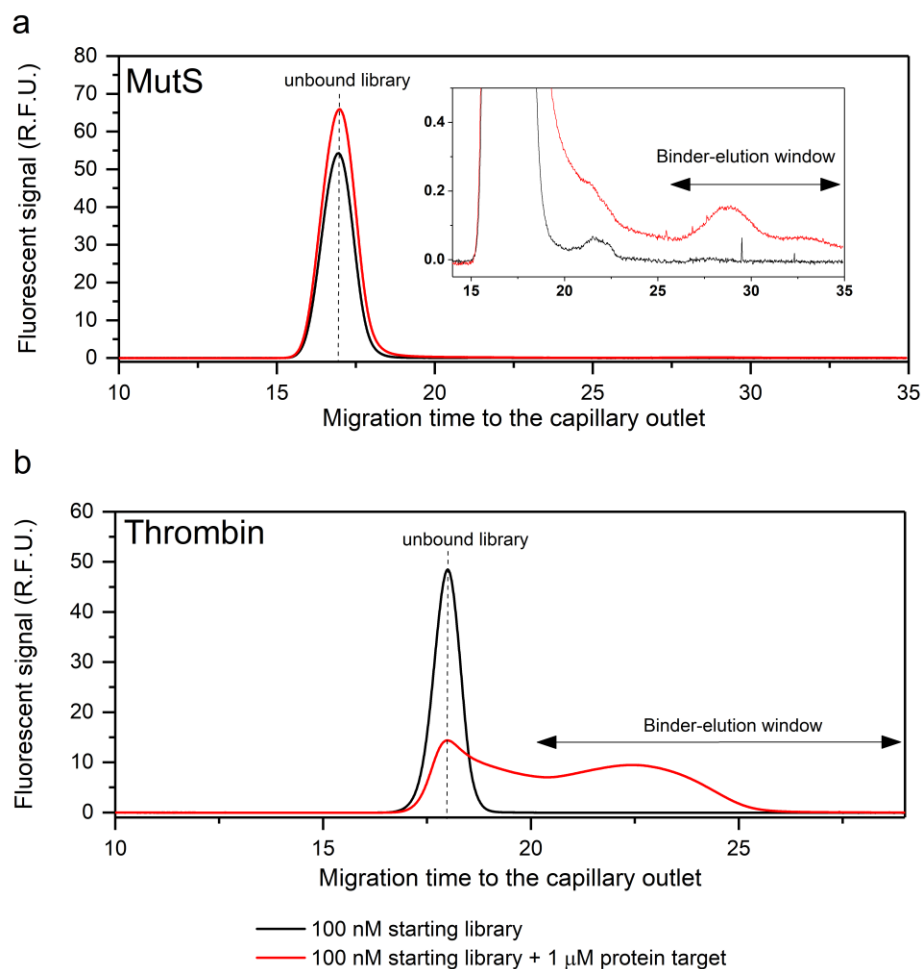 a
MutS
unbound library
Binder-elution window
0.4
0.2
0.0
15 20 25 30 35
Fluorescent signal (R.F.U.)
80
70
60
50
40
30
20
10
0
10 15 20 25 30 35
Migration time to the capillary outlet
b
Thrombin
unbound library
Binder-elution window
Fluorescent signal (R.F.U.)
60
50
40
30
20
10
0
10 15 20 25
Migration time to the capillary outlet
100 nM starting library
100 nM starting library + 1 μM protein target